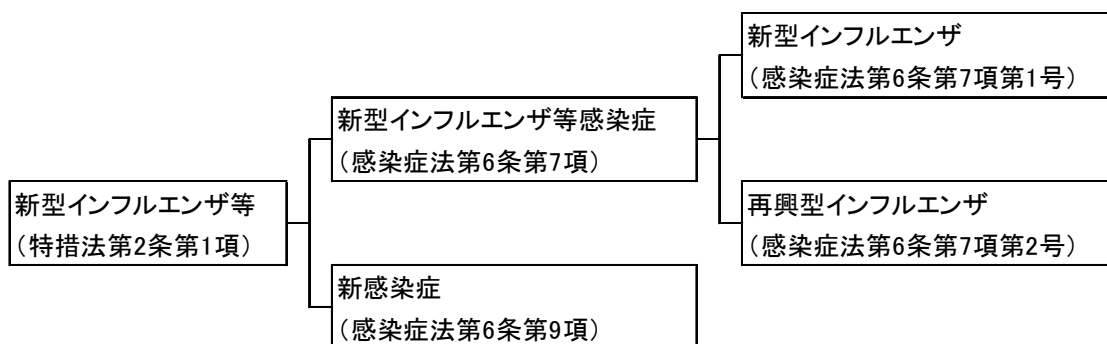 新型インフルエンザ等
（特措法第2条第1項）
新型インフルエンザ等感染症
（感染症法第6条第7項）
新型インフルエンザ
（感染症法第6条第7項第1号）
再興型インフルエンザ
（感染症法第6条第7項第2号）
新感染症
（感染症法第6条第9項）